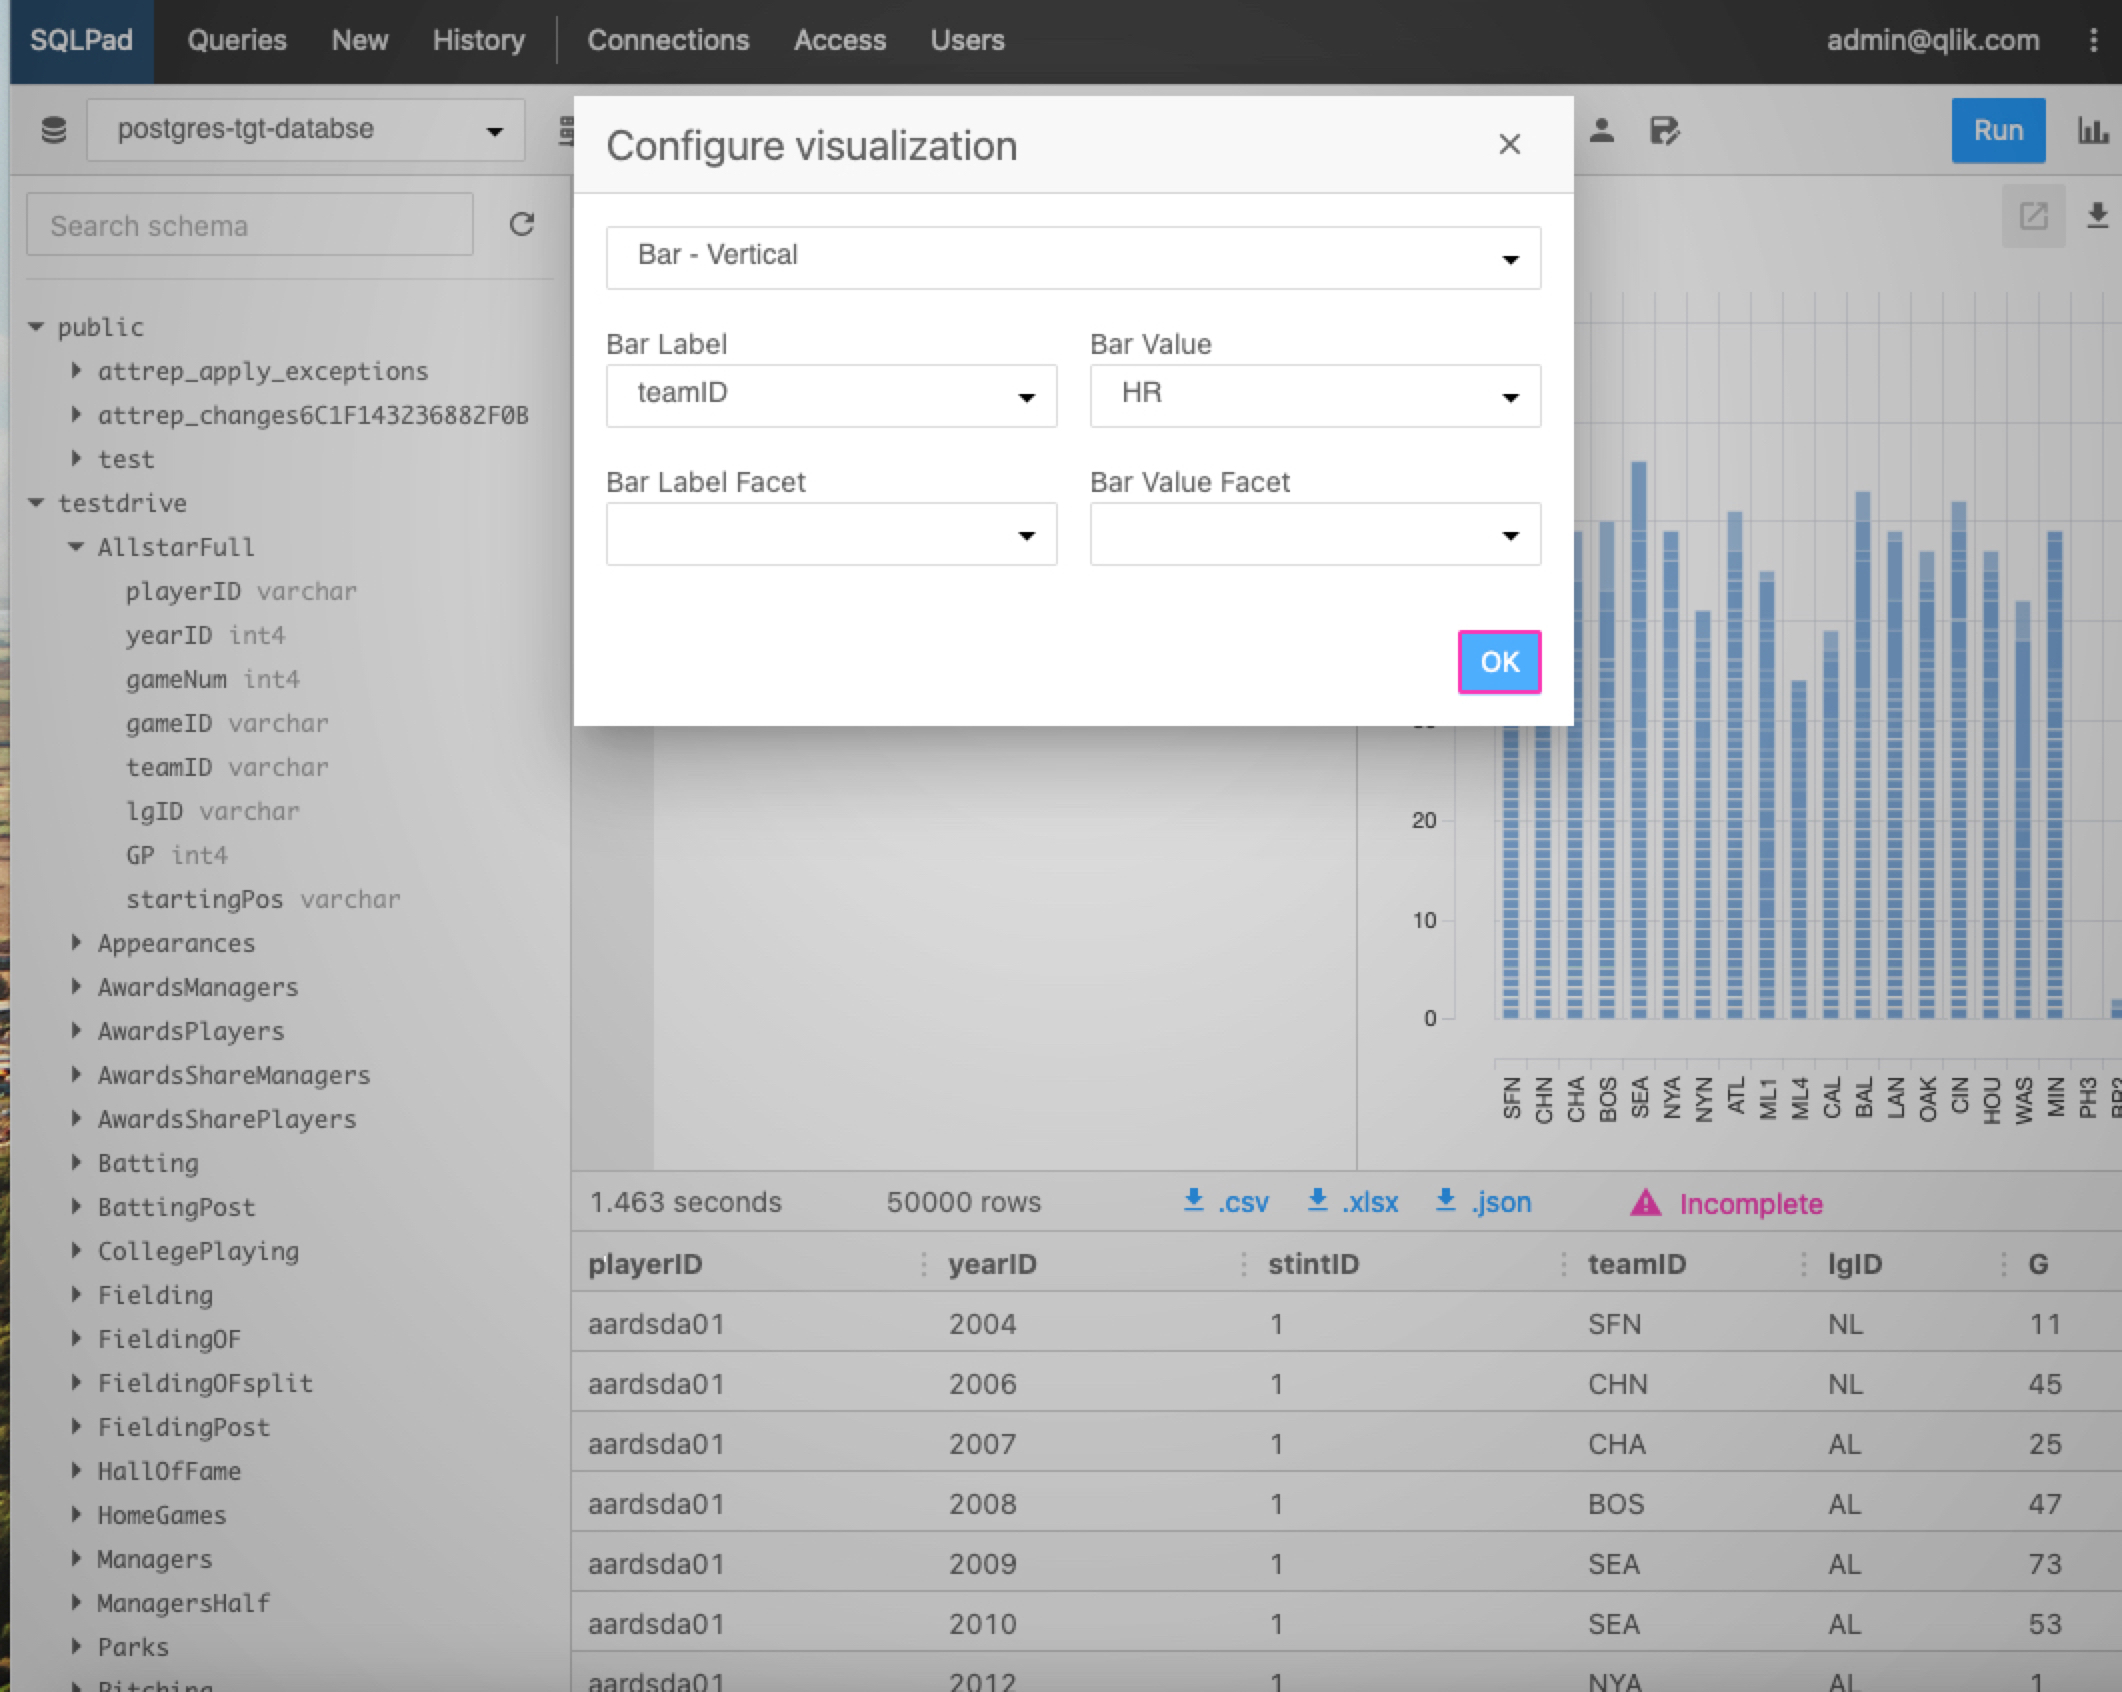 SQLPad Queries New History Connections Access Users admin@qlik.com
postgres-tgt-databse
Configure visualization
Run
Search schema
Bar - Vertical
Bar Label Bar Value
teamID HR
Bar Label Facet Bar Value Facet
OK
public
attrep_apply_exceptions
attrep_changes6C1F143236882F0B
test
testdrive
AllstarFull
playerID varchar
yearID int4
gameNum int4
gameID varchar
teamID varchar
lgID varchar
GP int4
startingPos varchar
Appearances
AwardsManagers
AwardsPlayers
AwardsShareManagers
AwardsSharePlayers
Batting
BattingPost
CollegePlaying
Fielding
FieldingOF
FieldingOFsplit
FieldingPost
HallOfFame
HomeGames
Managers
ManagersHalf
Parks
Pitching
20
10
0
SFN CHN CHA BOS SEA NYA NYN ATL ML1 ML4 CAL BAL LAN OAK CIN HOU WAS MIN PH3
1.463 seconds 50000 rows .csv .xlsx .json Incomplete
playerID yearID stintID teamID lgID G
aardsda01 2004 1 SFN NL 11
aardsda01 2006 1 CHN NL 45
aardsda01 2007 1 CHA AL 25
aardsda01 2008 1 BOS AL 47
aardsda01 2009 1 SEA AL 73
aardsda01 2010 1 SEA AL 53
aardsda01 2012 1 NYA AL 1